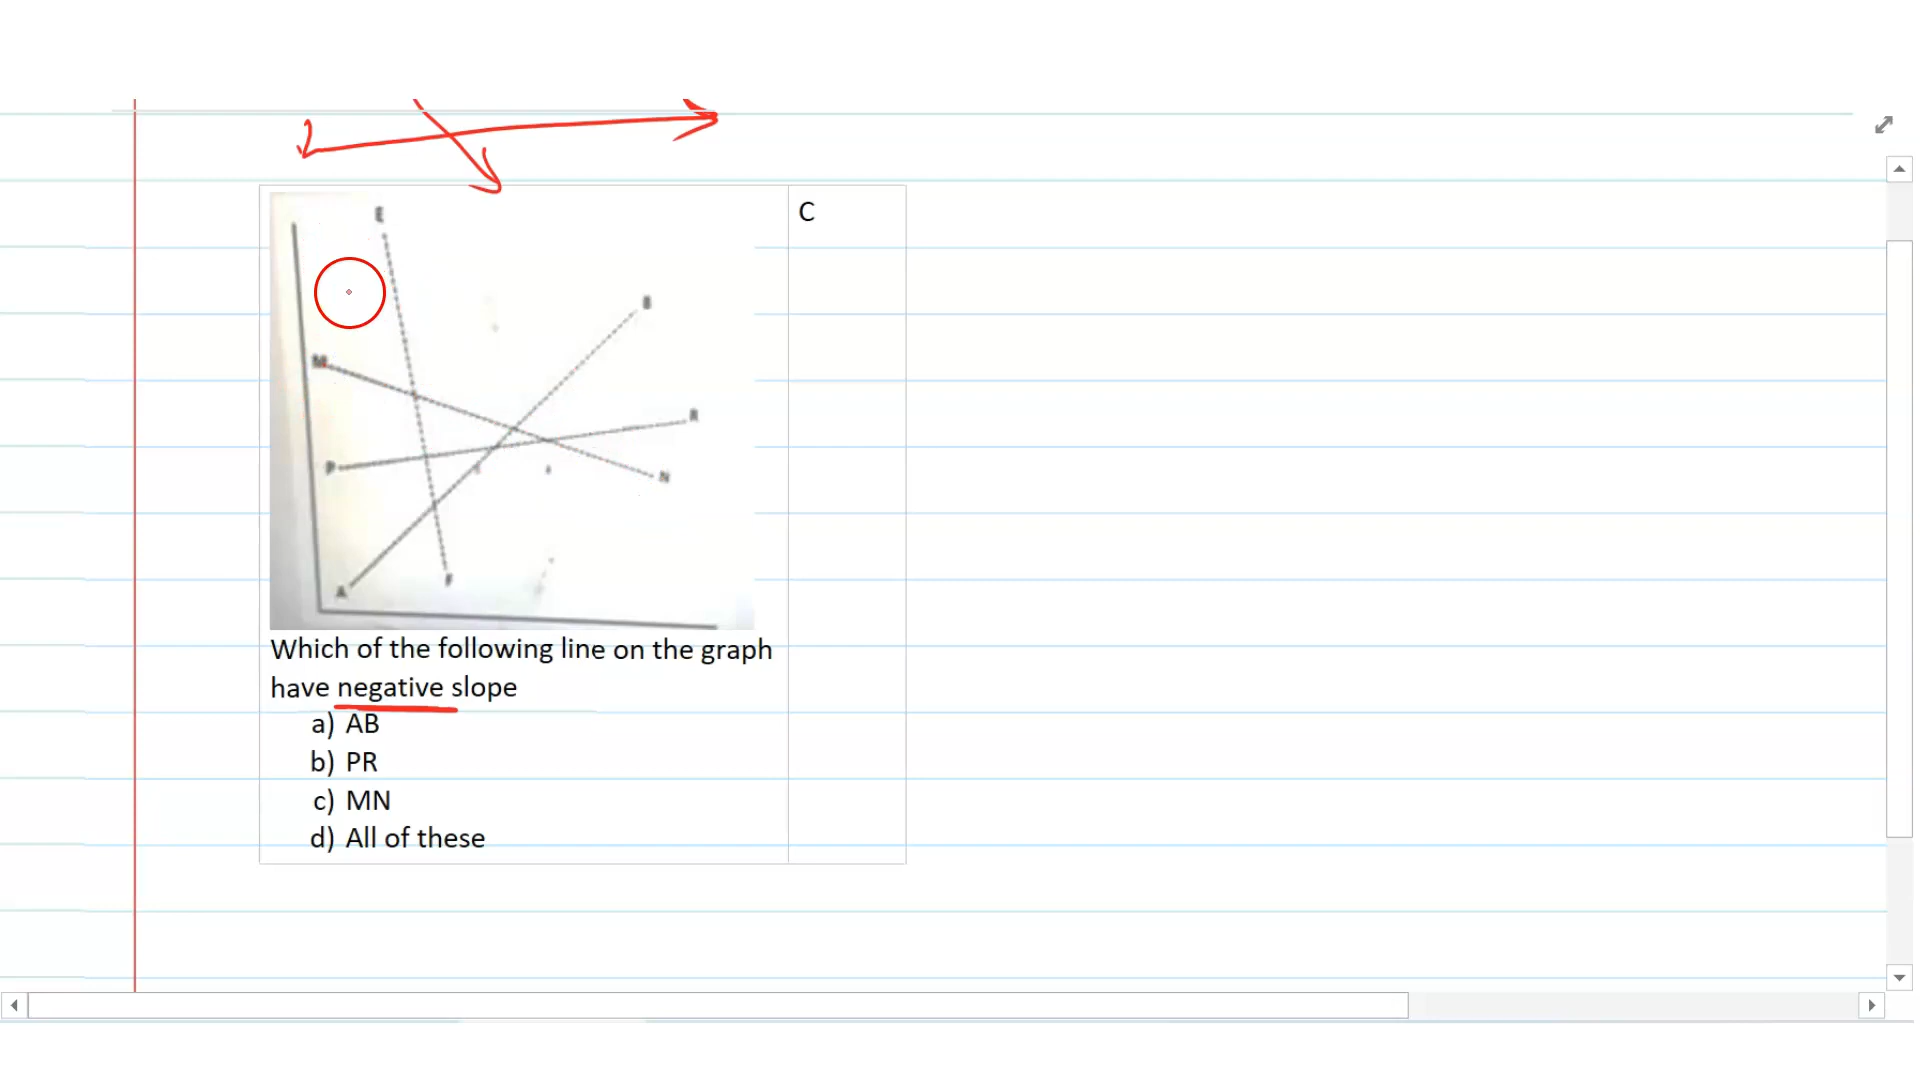 E
C
B
M
R
P
N
A
F
Which of the following line on the graph
have negative slope
a) AB
b) PR
c) MN
d) All of these